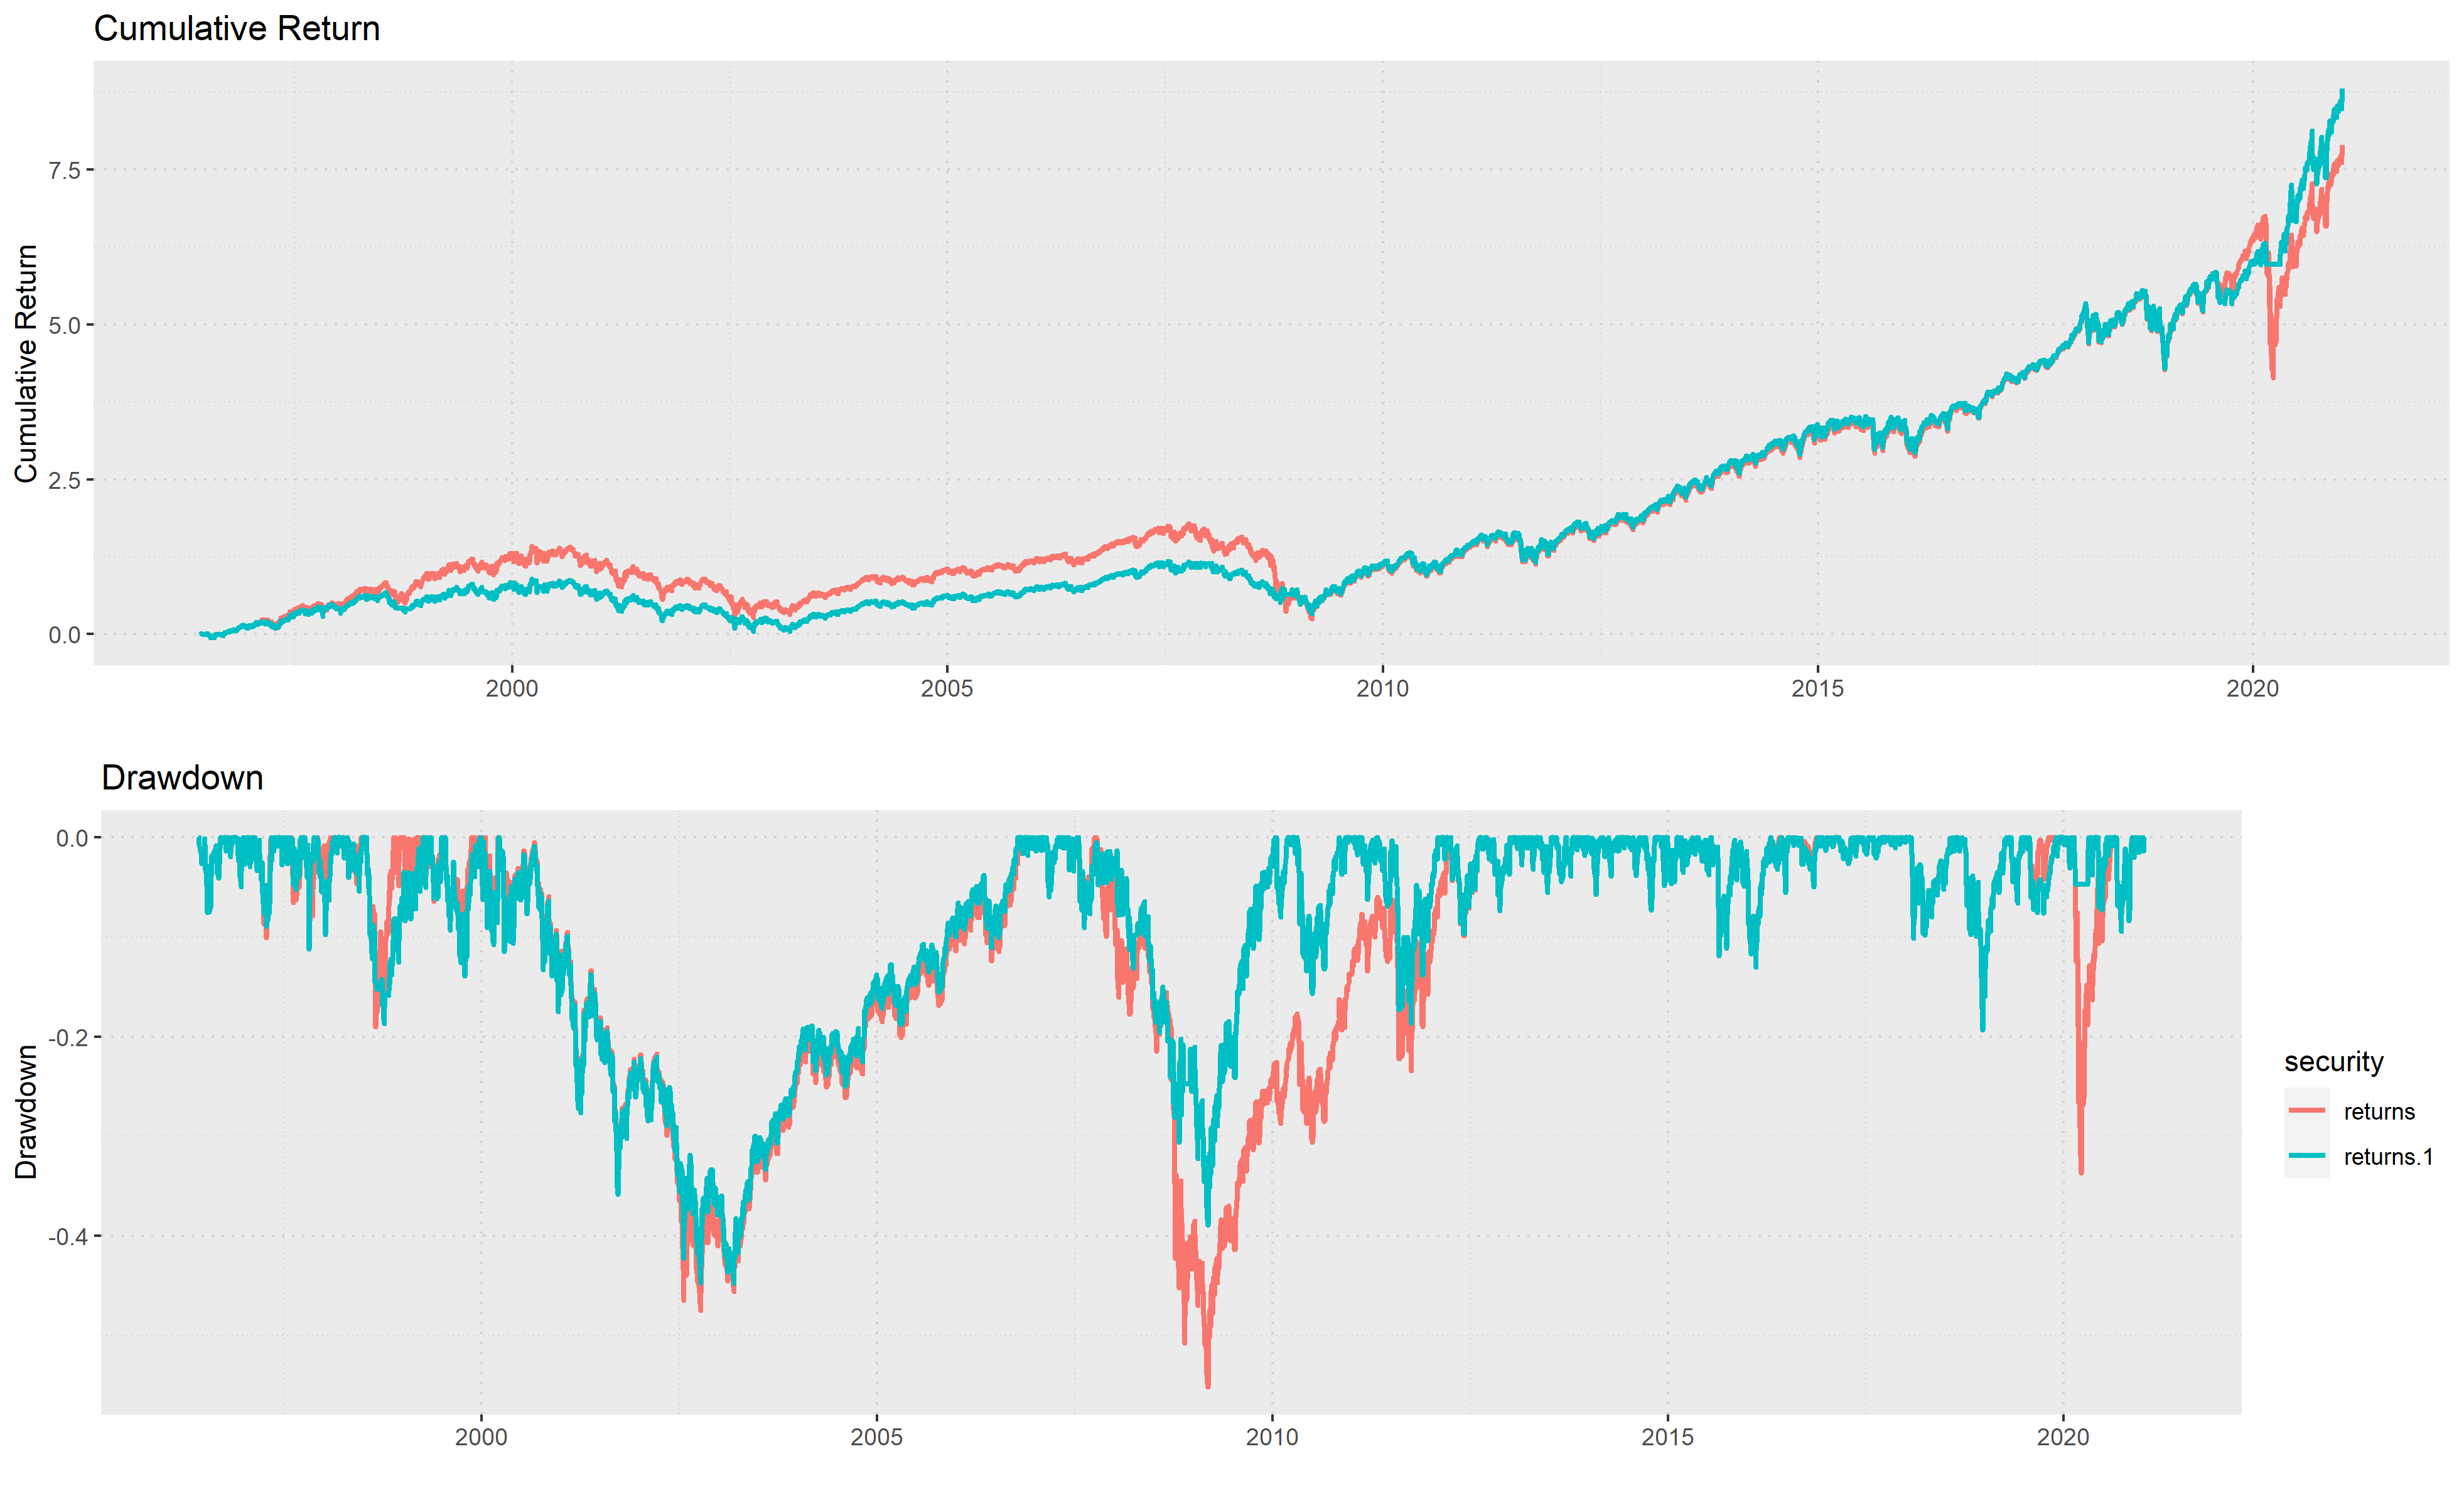 Cumulative Return
Cumulative Return
7.5
5.0
2.5
0.0
2000 2005 2010 2015 2020
Drawdown
Drawdown
0.0
-0.2
-0.4
2000 2005 2010 2015 2020
security
returns
returns.1